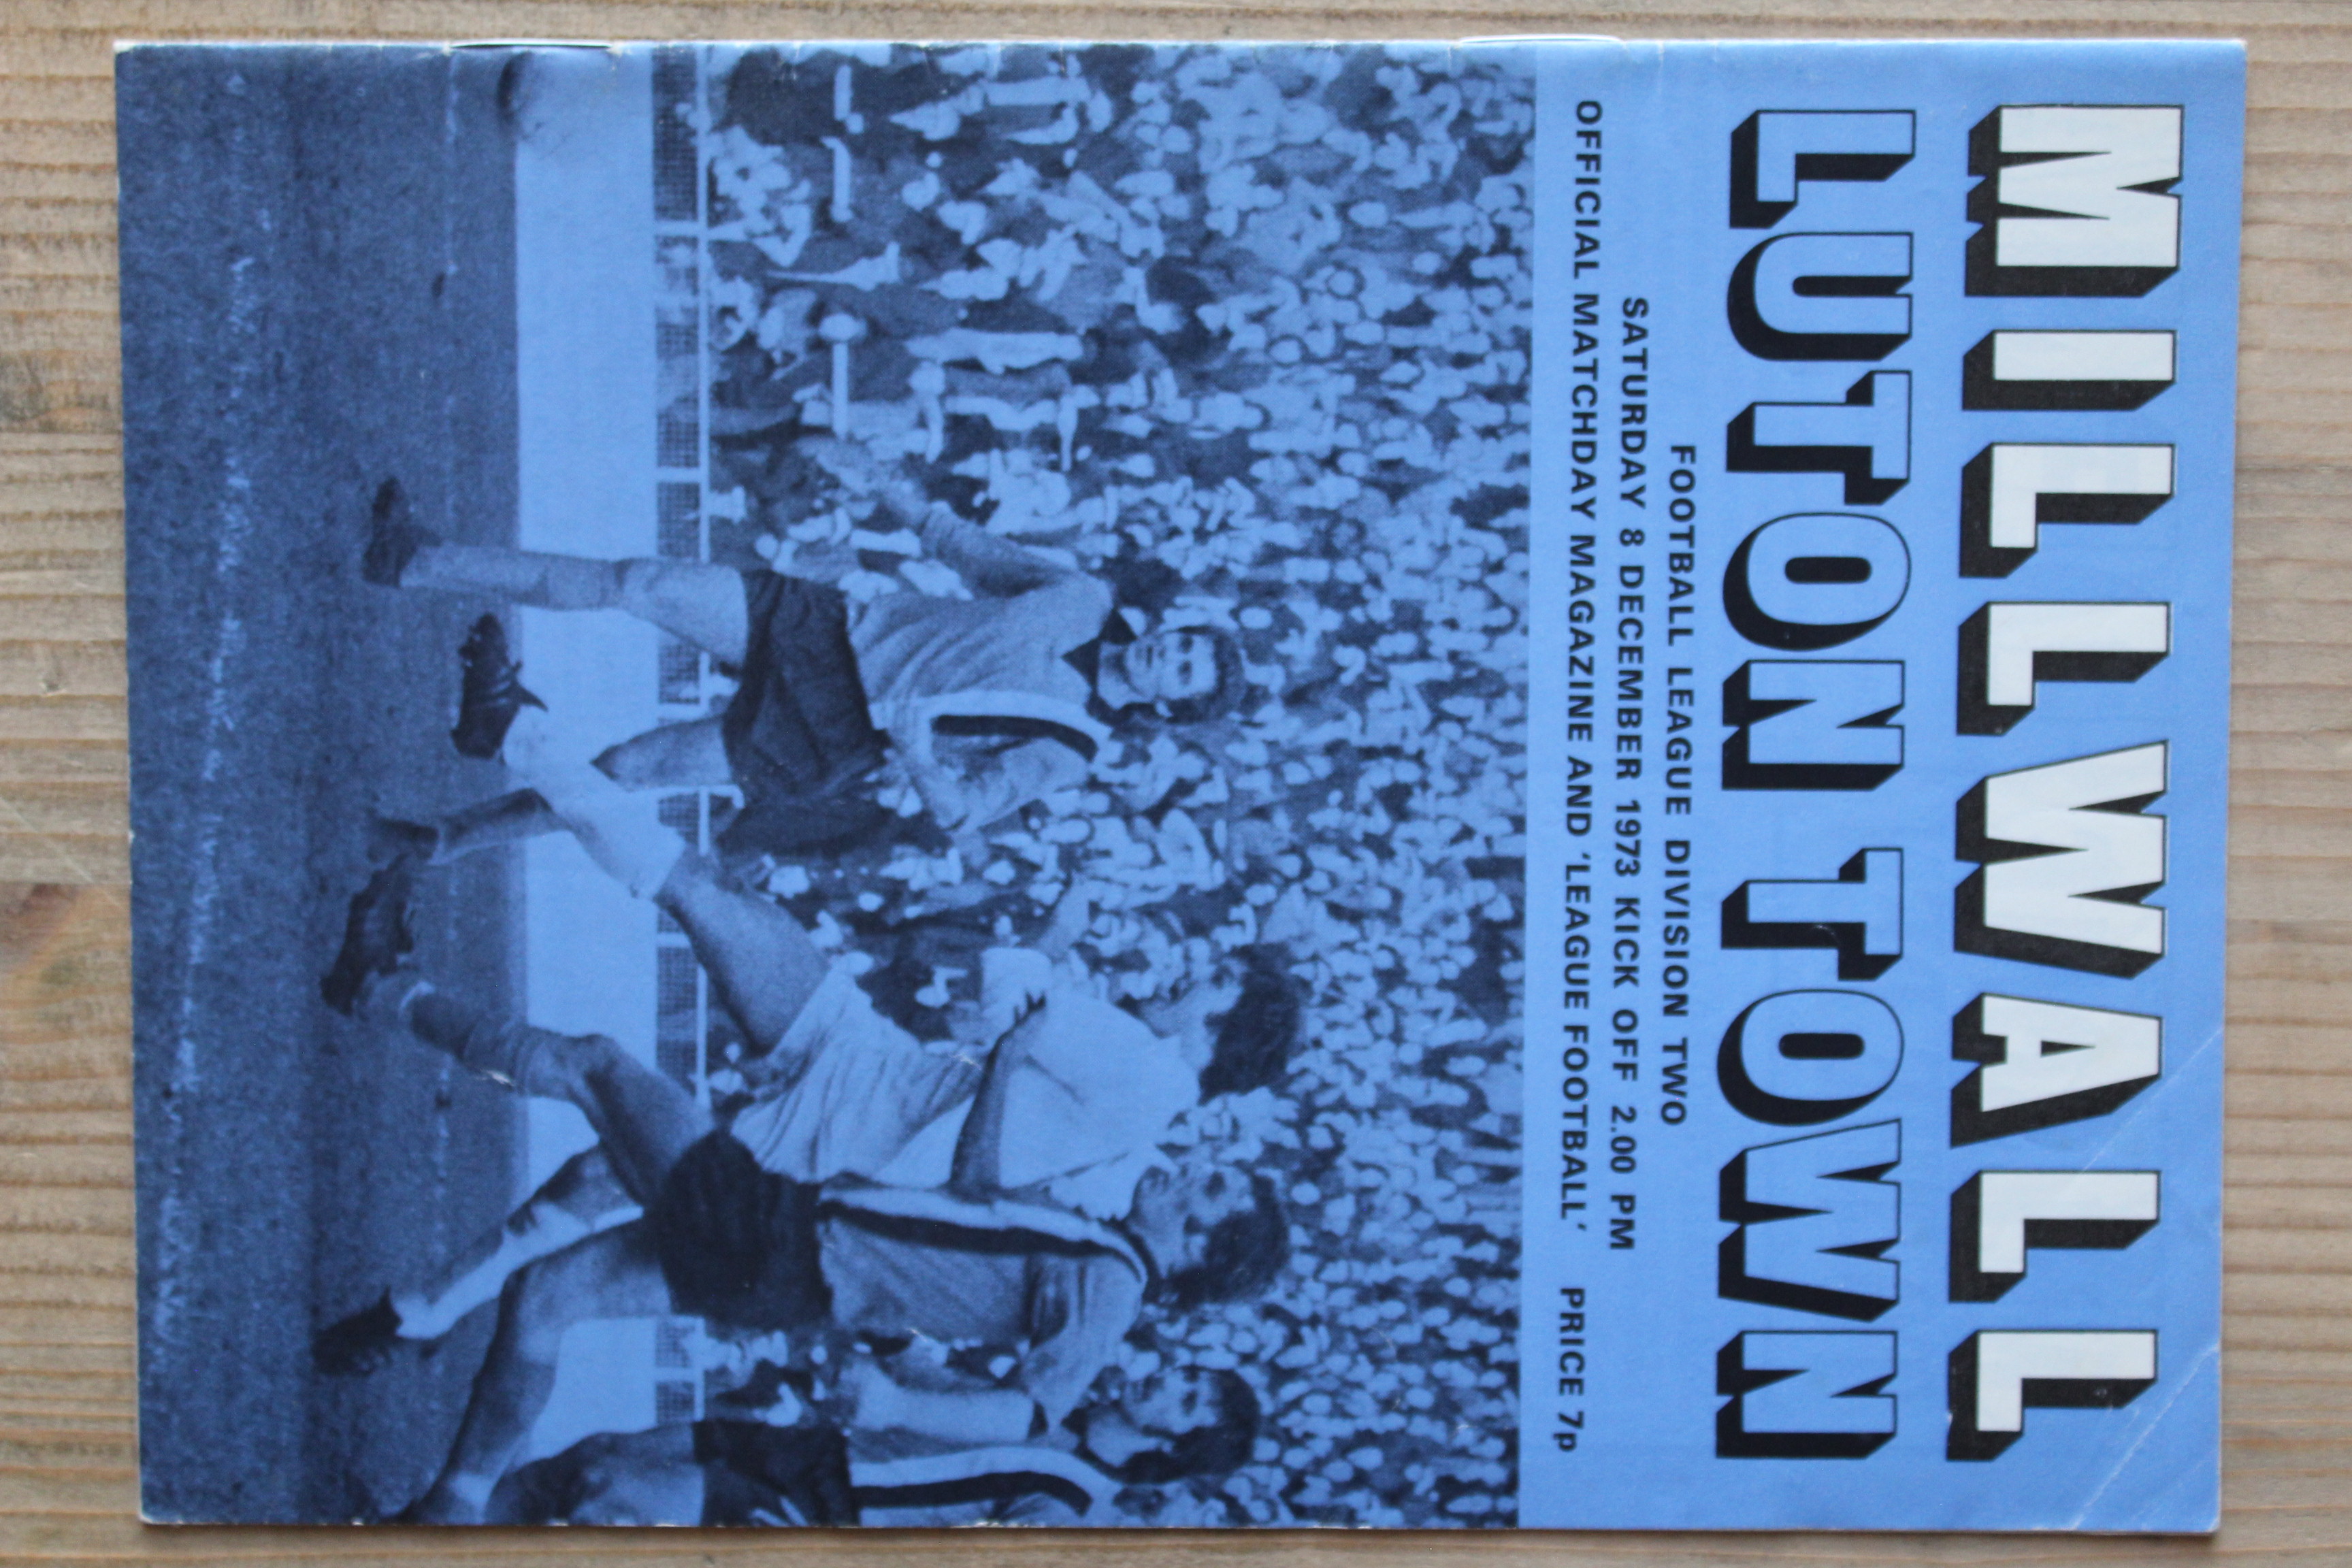 MILLWALL
LUTON TOWN
FOOTBALL LEAGUE DIVISION TWO
SATURDAY 8 DECEMBER 1973 KICK OFF 2.00 PM
OFFICIAL MATCHDAY MAGAZINE AND 'LEAGUE FOOTBALL' PRICE 7p